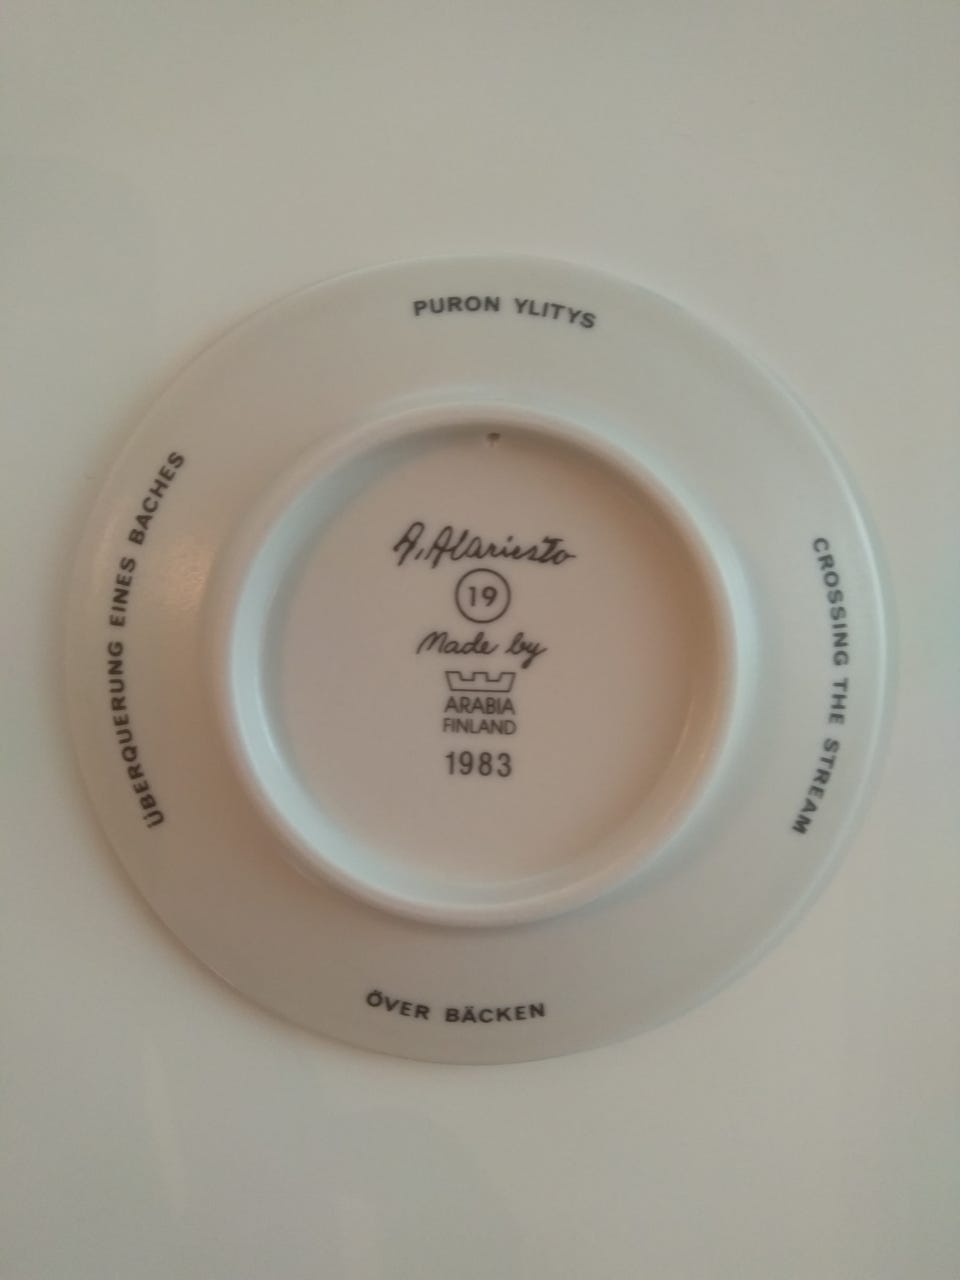 PURON YLITYS
CROSSING THE STREAM
ÖVER BÄCKEN
ÜBERQUERUNG EINES BACHES
A. Alariesto
19
Made by
ARABIA
FINLAND
1983